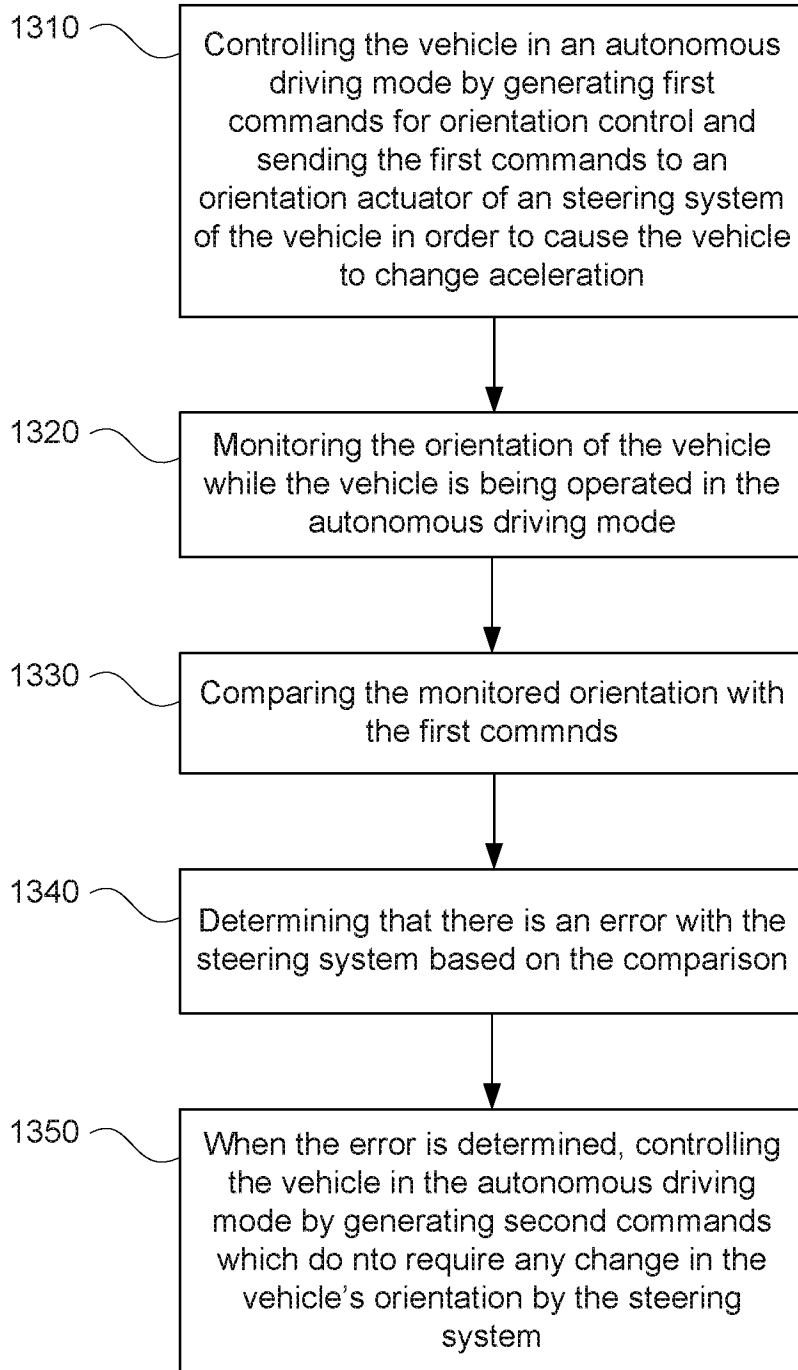 1310
Controlling the vehicle in an autonomous
driving mode by generating first
commands for orientation control and
sending the first commands to an
orientation actuator of an steering system
of the vehicle in order to cause the vehicle
to change aceleration
1320
Monitoring the orientation of the vehicle
while the vehicle is being operated in the
autonomous driving mode
1330
Comparing the monitored orientation with
the first commnds
1340
Determining that there is an error with the
steering system based on the comparison
1350
When the error is determined, controlling
the vehicle in the autonomous driving
mode by generating second commands
which do nto require any change in the
vehicle's orientation by the steering
system